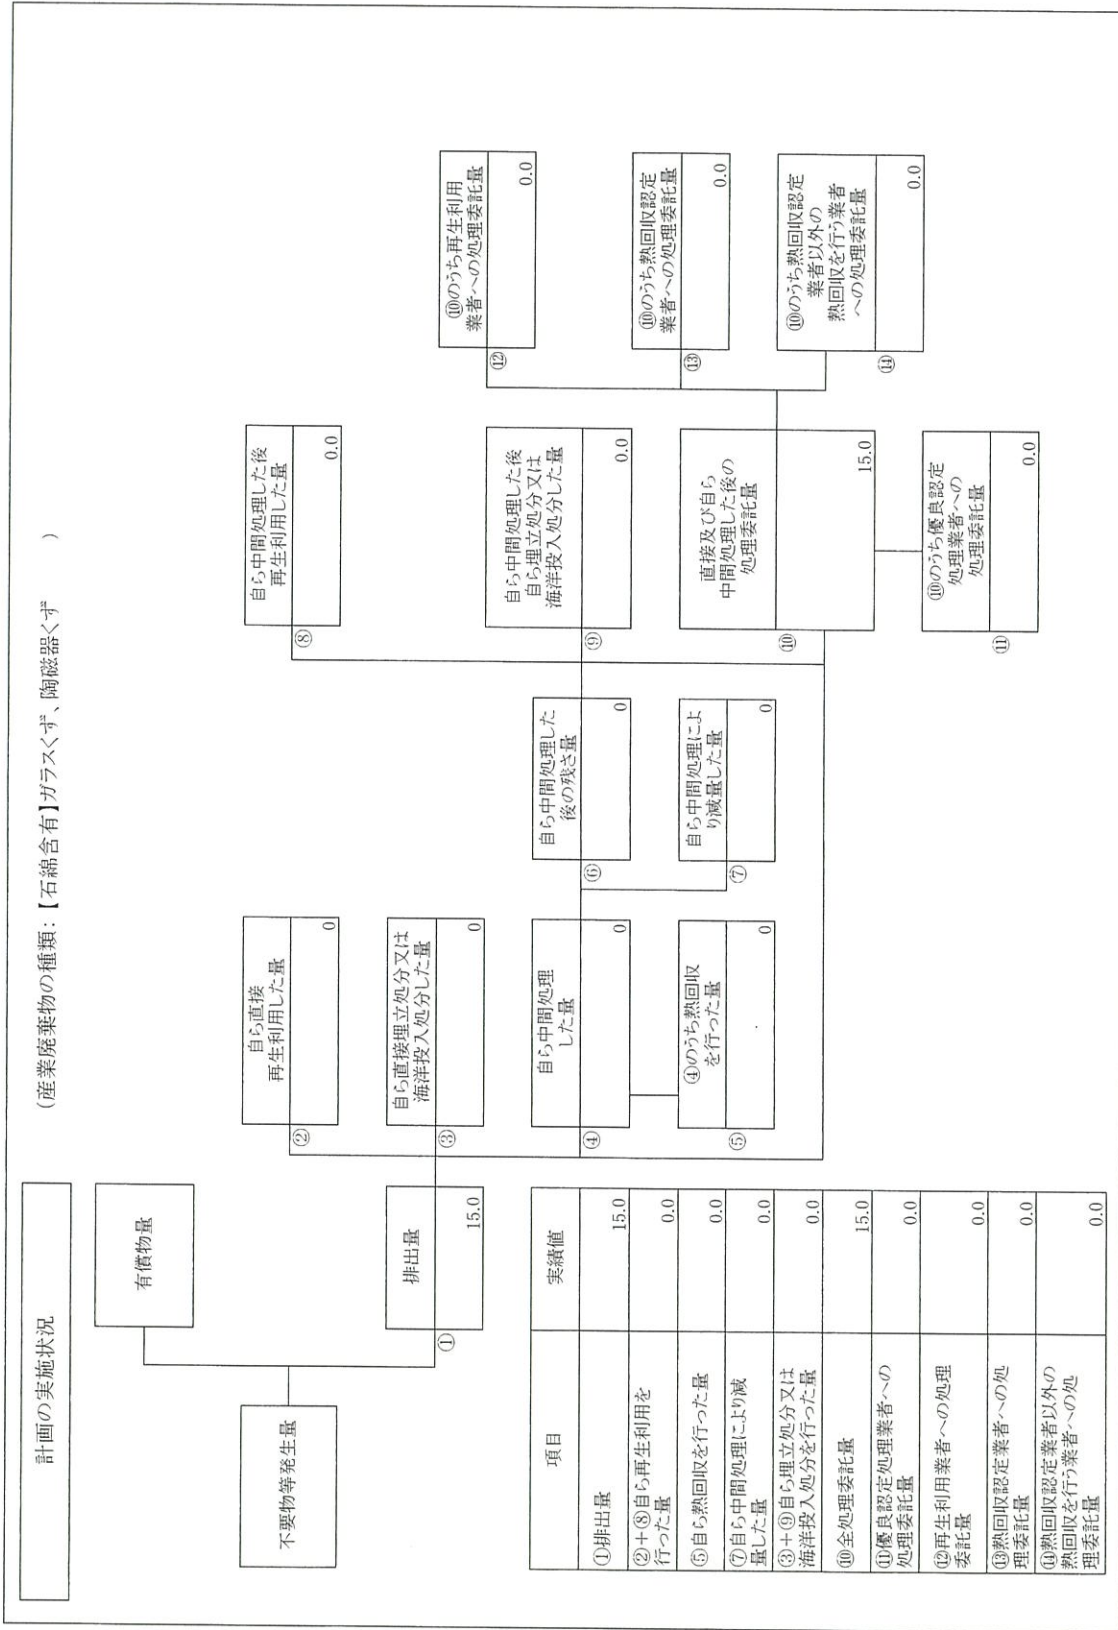 計画の実施状況
(産業廃棄物の種類：【石綿含有】ガラスくず、陶磁器くず )
不要物等発生量
有償物量
排出量
① 15.0
自ら直接
再生利用した量
② 0
自ら直接埋立処分又は
海洋投入処分した量
③ 0
自ら中間処理
した量
④ 0
④のうち熱回収
を行った量
⑤ 0
自ら中間処理した
後の残さ量
⑥ 0
自ら中間処理によ
り減量した量
⑦ 0
自ら中間処理した後
再生利用した量
⑧ 0.0
自ら中間処理した後
自ら埋立処分又は
海洋投入処分した量
⑨ 0.0
直接及び自ら
中間処理した後の
処理委託量
⑩ 15.0
⑩のうち優良認定
処理業者への
処理委託量
⑪ 0.0
⑩のうち再生利用
業者への処理委託量
⑫ 0.0
⑩のうち熱回収認定
業者への処理委託量
⑬ 0.0
⑩のうち熱回収認定
業者以外の
熱回収を行う業者
への処理委託量
⑭ 0.0
項目 実績値
①排出量 15.0
②+⑧自ら再生利用を
行った量 0.0
⑤自ら熱回収を行った量 0.0
⑦自ら中間処理により減
量した量 0.0
③+⑨自ら埋立処分又は
海洋投入処分を行った量 0.0
⑩全処理委託量 15.0
⑪優良認定処理業者への
処理委託量 0.0
⑫再生利用業者への処理
委託量 0.0
⑬熱回収認定業者への処
理委託量 0.0
⑭熱回収認定業者以外の
熱回収を行う業者への処
理委託量 0.0